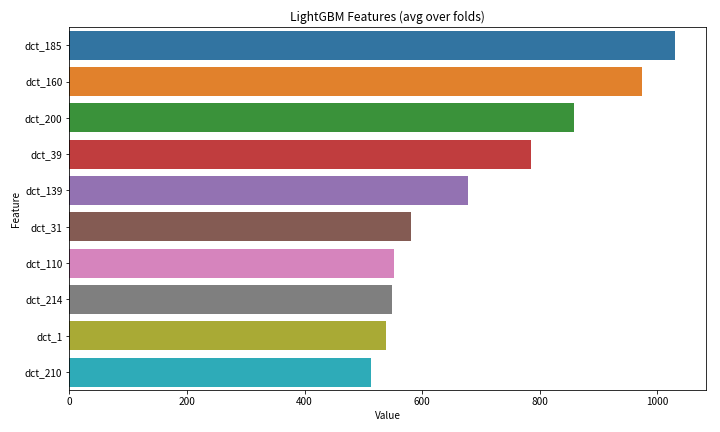 LightGBM Features (avg over folds)
Feature
dct_185
dct_160
dct_200
dct_39
dct_139
dct_31
dct_110
dct_214
dct_1
dct_210
0 200 400 600 800 1000
Value